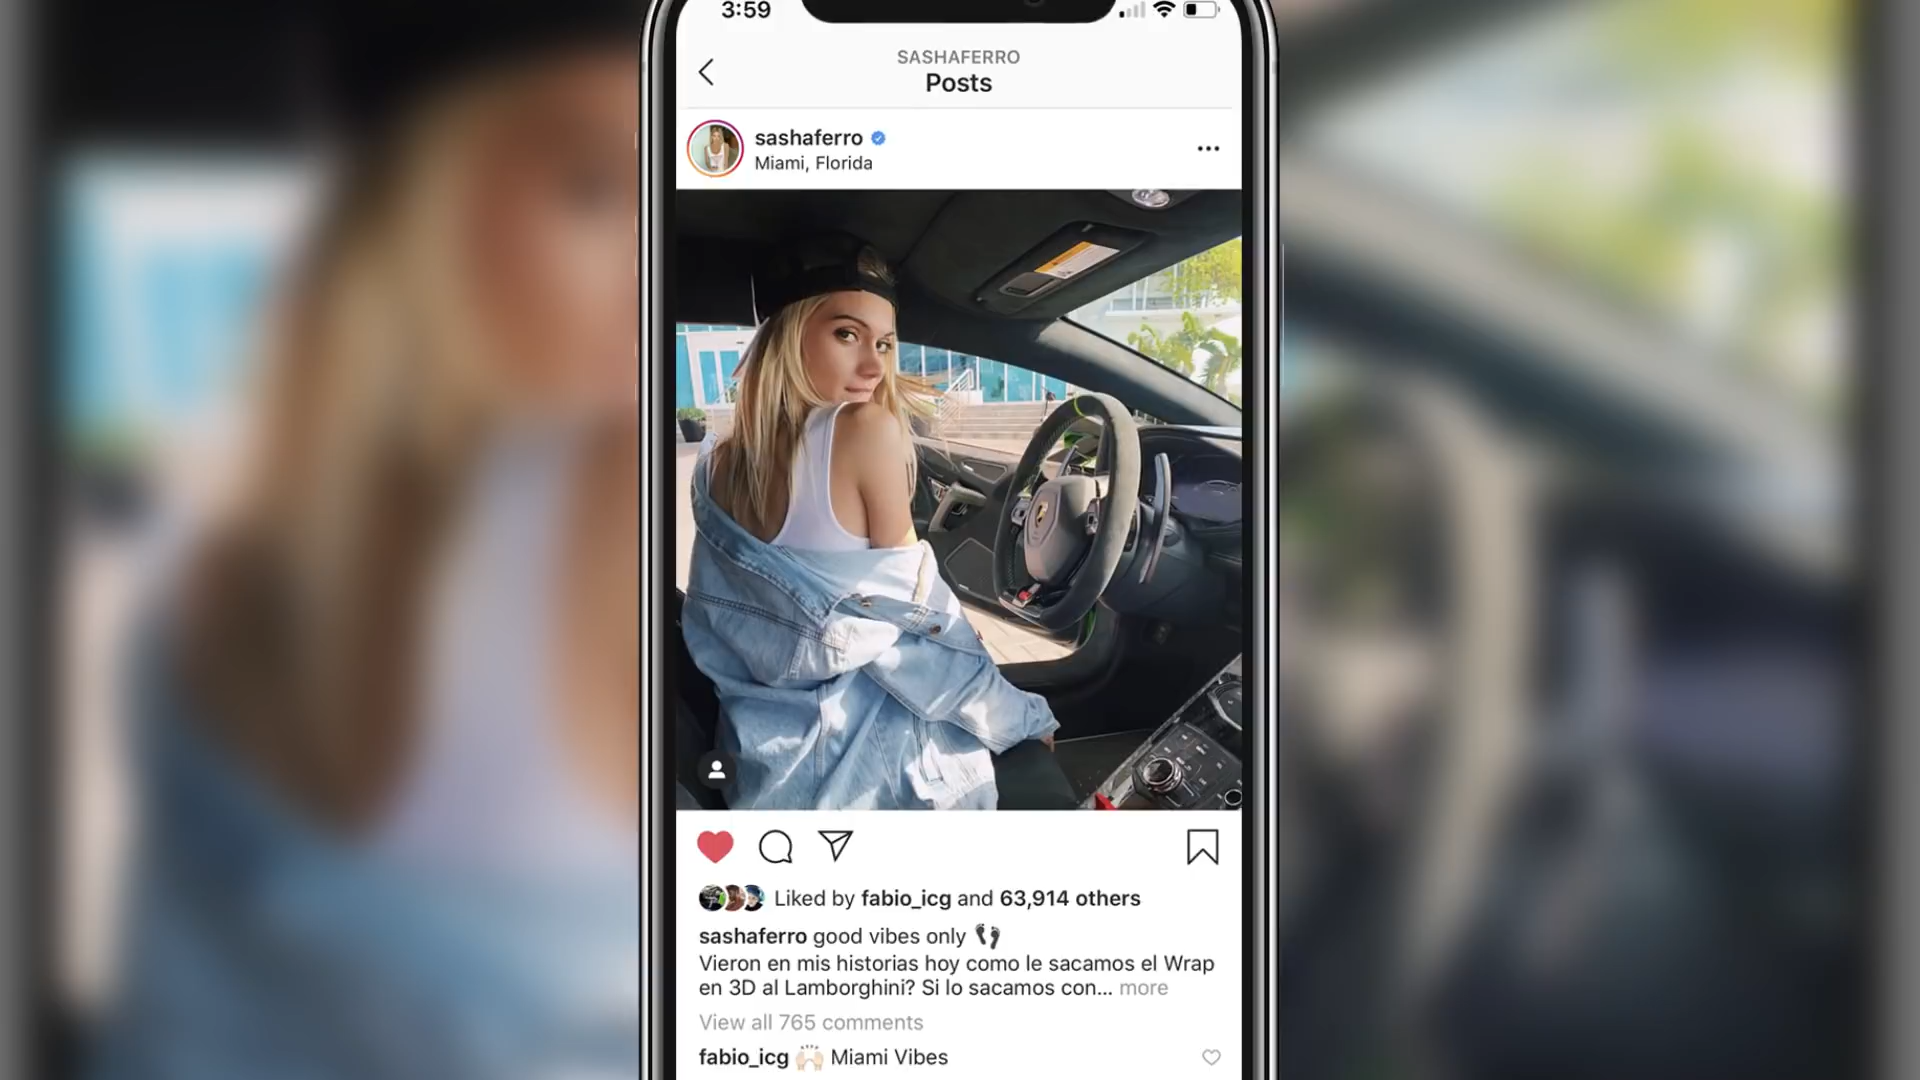 3:59
SASHAFERRO
Posts
sashaferro
Miami, Florida
Liked by fabio_icg and 63,914 others
sashaferro good vibes only 👣
Vieron en mis historias hoy como le sacamos el Wrap
en 3D al Lamborghini? Si lo sacamos con... more
View all 765 comments
fabio_icg 🙌🏻 Miami Vibes